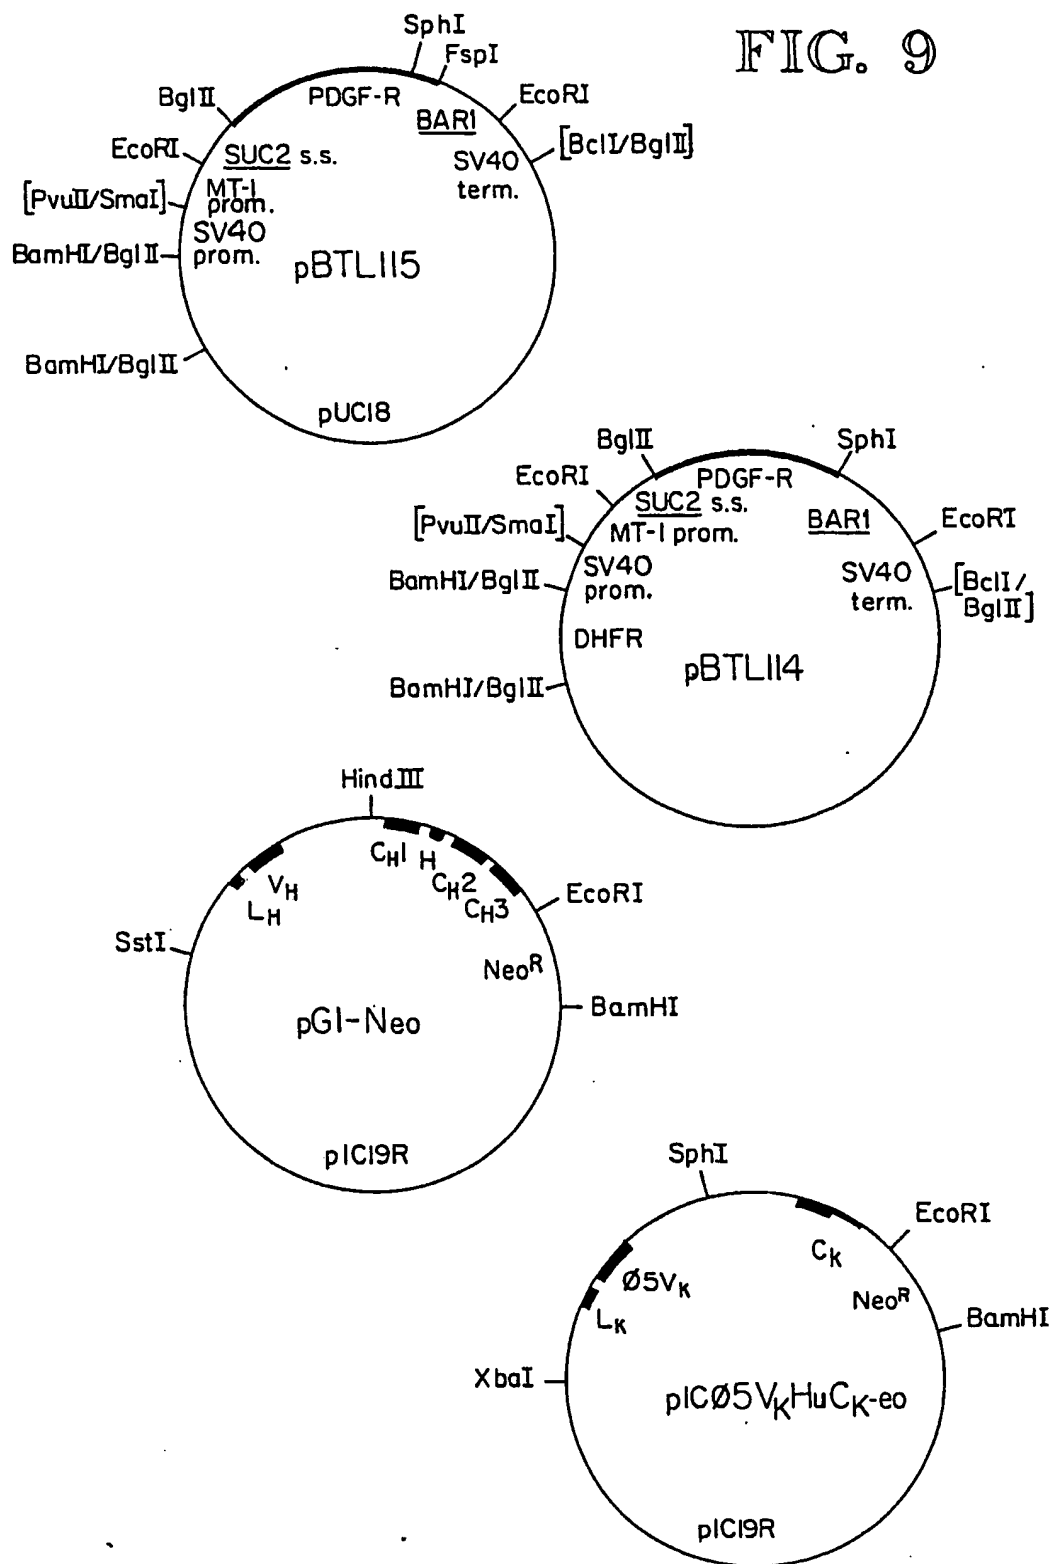 FIG. 9
SphI
FspI
BglII
PDGF-R
EcoRI
BAR1
EcoRI
[BclI/BglII]
SUC2 s.s.
SV40
term.
[PvuII/SmaI]
MT-1
prom.
BamHI/BglII
SV40
prom.
pBTL115
BamHI/BglII
pUC18
BglII
SphI
EcoRI
PDGF-R
SUC2 s.s.
BAR1
EcoRI
[PvuII/SmaI]
MT-1 prom.
BamHI/BglII
SV40
prom.
SV40
term.
[BclI/
BglII]
DHFR
pBTL114
BamHI/BglII
HindIII
CH1
H
CH2
CH3
VH
LH
EcoRI
SstI
NeoR
BamHI
pG1-Neo
pIC19R
SphI
EcoRI
CK
Ø5VK
NeoR
LK
BamHI
XbaI
pICØ5VKHuCK-eo
pIC19R